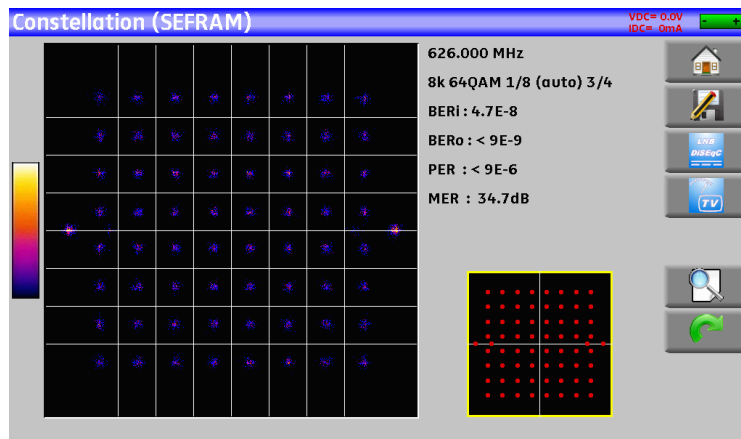 Constellation (SEFRAM)
VDC= 0.0V
IDC= 0mA
- +
626.000 MHz
8k 64QAM 1/8 (auto) 3/4
BERi : 4.7E-8
BERo : < 9E-9
PER : < 9E-6
MER : 34.7dB
LNB
DiSEqC
TV